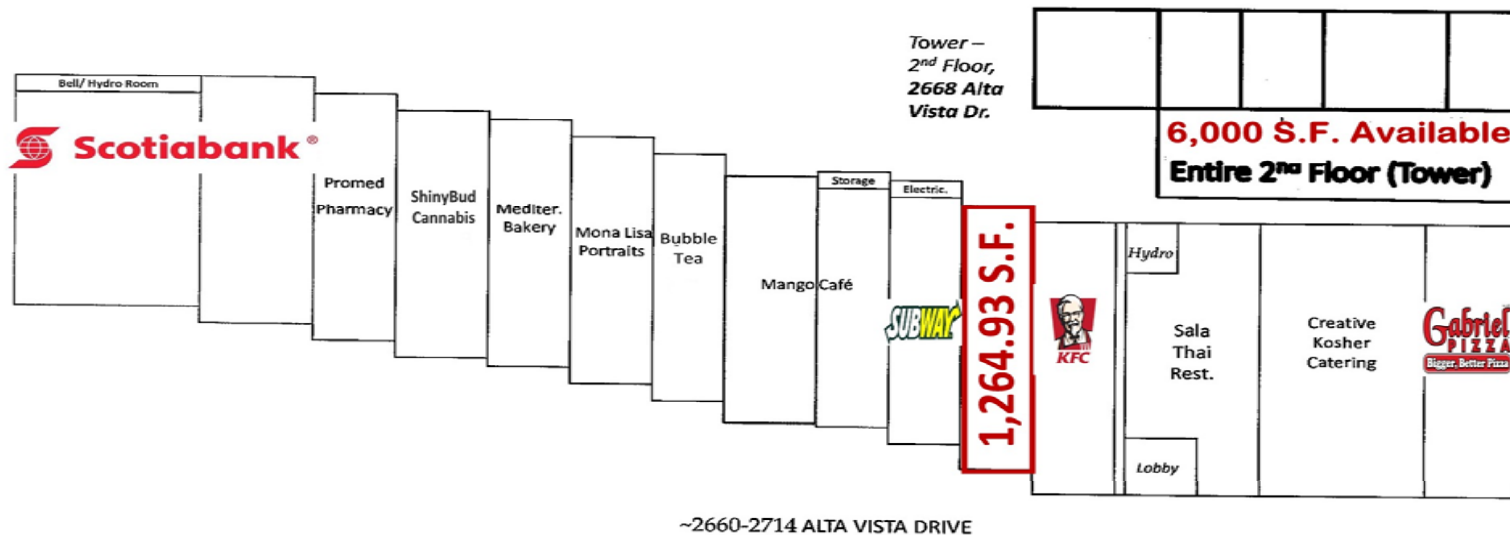 Tower –
2nd Floor,
2668 Alta
Vista Dr.
6,000 S.F. Available
Entire 2nd Floor (Tower)
Bell/ Hydro Room
Scotiabank®
Promed
Pharmacy
ShinyBud
Cannabis
Mediter.
Bakery
Mona Lisa
Portraits
Bubble
Tea
Mango Café
Storage
Electric.
SUBWAY
1,264.93 S.F.
KFC
Hydro
Lobby
Sala
Thai
Rest.
Creative
Kosher
Catering
Gabriel
PIZZA
Bigger, Better Pizza
~2660-2714 ALTA VISTA DRIVE